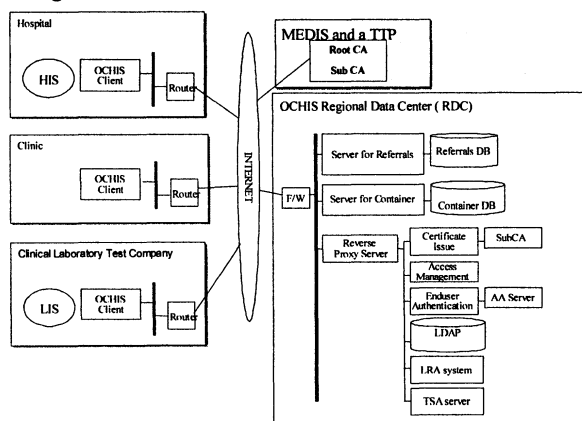 Hospital
HIS
OCHIS
Client
Router
Clinic
OCHIS
Client
Router
Clinical Laboratory Test Company
LIS
OCHIS
Client
Router
INTERNET
MEDIS and a TTP
Root CA
Sub CA
OCHIS Regional Data Center ( RDC)
F/W
Server for Referrals
Referrals DB
Server for Container
Container DB
Reverse
Proxy Server
Certificate
Issue
SubCA
Access
Management
Enduser
Authentication
AA Server
LDAP
LRA system
TSA server